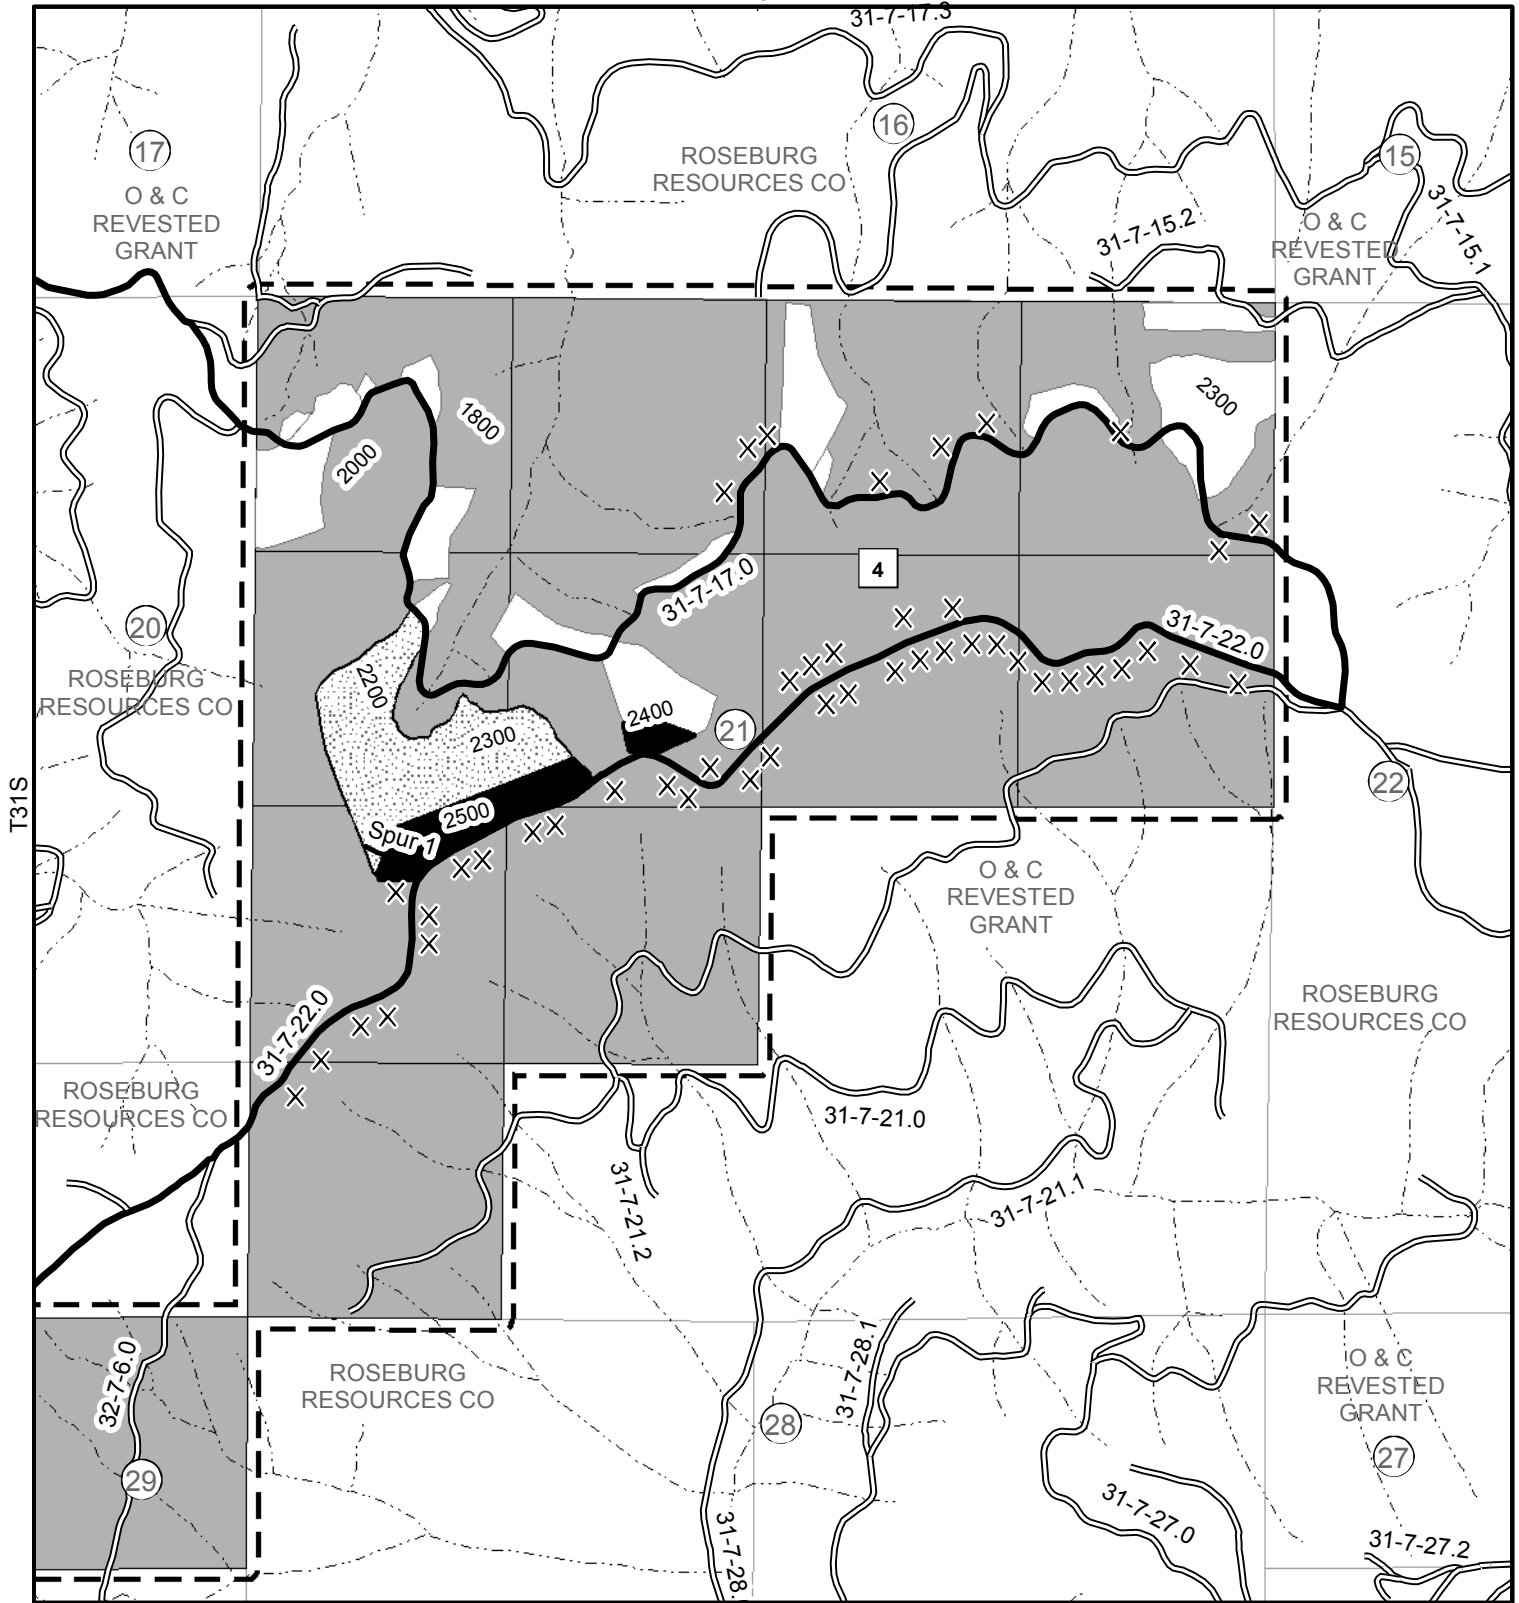 31-7-17.3
17
16
15
ROSEBURG
RESOURCES CO
O & C
REVESTED
GRANT
31-7-15.2
31-7-15.1
O & C
REVESTED
GRANT
1800
2000
2300
31-7-17.0
4
20
ROSEBURG
RESOURCES CO
31-7-22.0
2200
2300
2400
21
22
T31S
2500
Spur 1
O & C
REVESTED
GRANT
ROSEBURG
RESOURCES CO
31-7-22.0
ROSEBURG
RESOURCES CO
31-7-21.0
31-7-21.2
31-7-21.1
32-7-6.0
ROSEBURG
RESOURCES CO
31-7-28.1
O & C
REVESTED
GRANT
28
27
29
31-7-27.0
31-7-28.
31-7-27.2